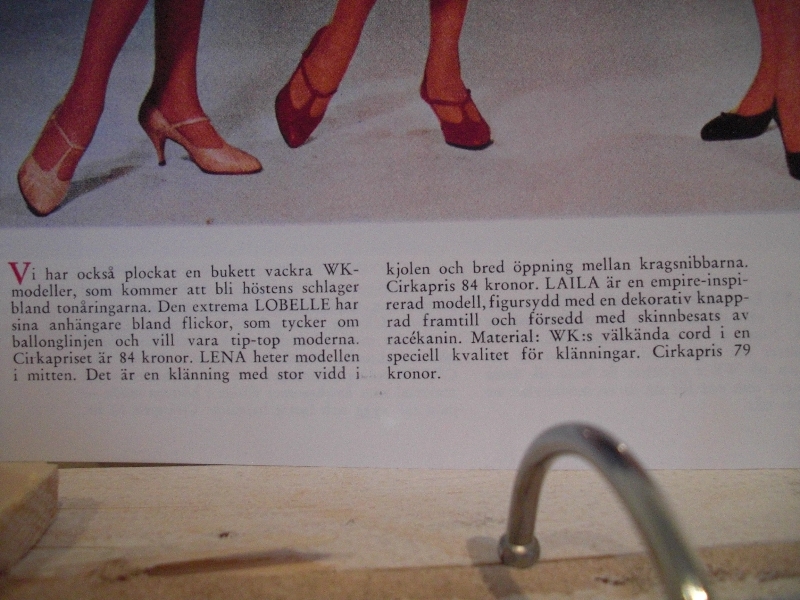 Vi har också plockat en bukett vackra WK-
modeller, som kommer att bli höstens schlager
bland tonåringarna. Den extrema LOBELLE har
sina anhängare bland flickor, som tycker om
ballonglinjen och vill vara tip-top moderna.
Cirkapriset är 84 kronor. LENA heter modellen
i mitten. Det är en klänning med stor vidd i
kjolen och bred öppning mellan kragsnibbarna.
Cirkapris 84 kronor. LAILA är en empire-inspi-
rerad modell, figursydd med en dekorativ knapp-
rad framtill och försedd med skinnbesats av
racékanin. Material: WK:s välkända cord i en
speciell kvalitet för klänningar. Cirkapris 79
kronor.